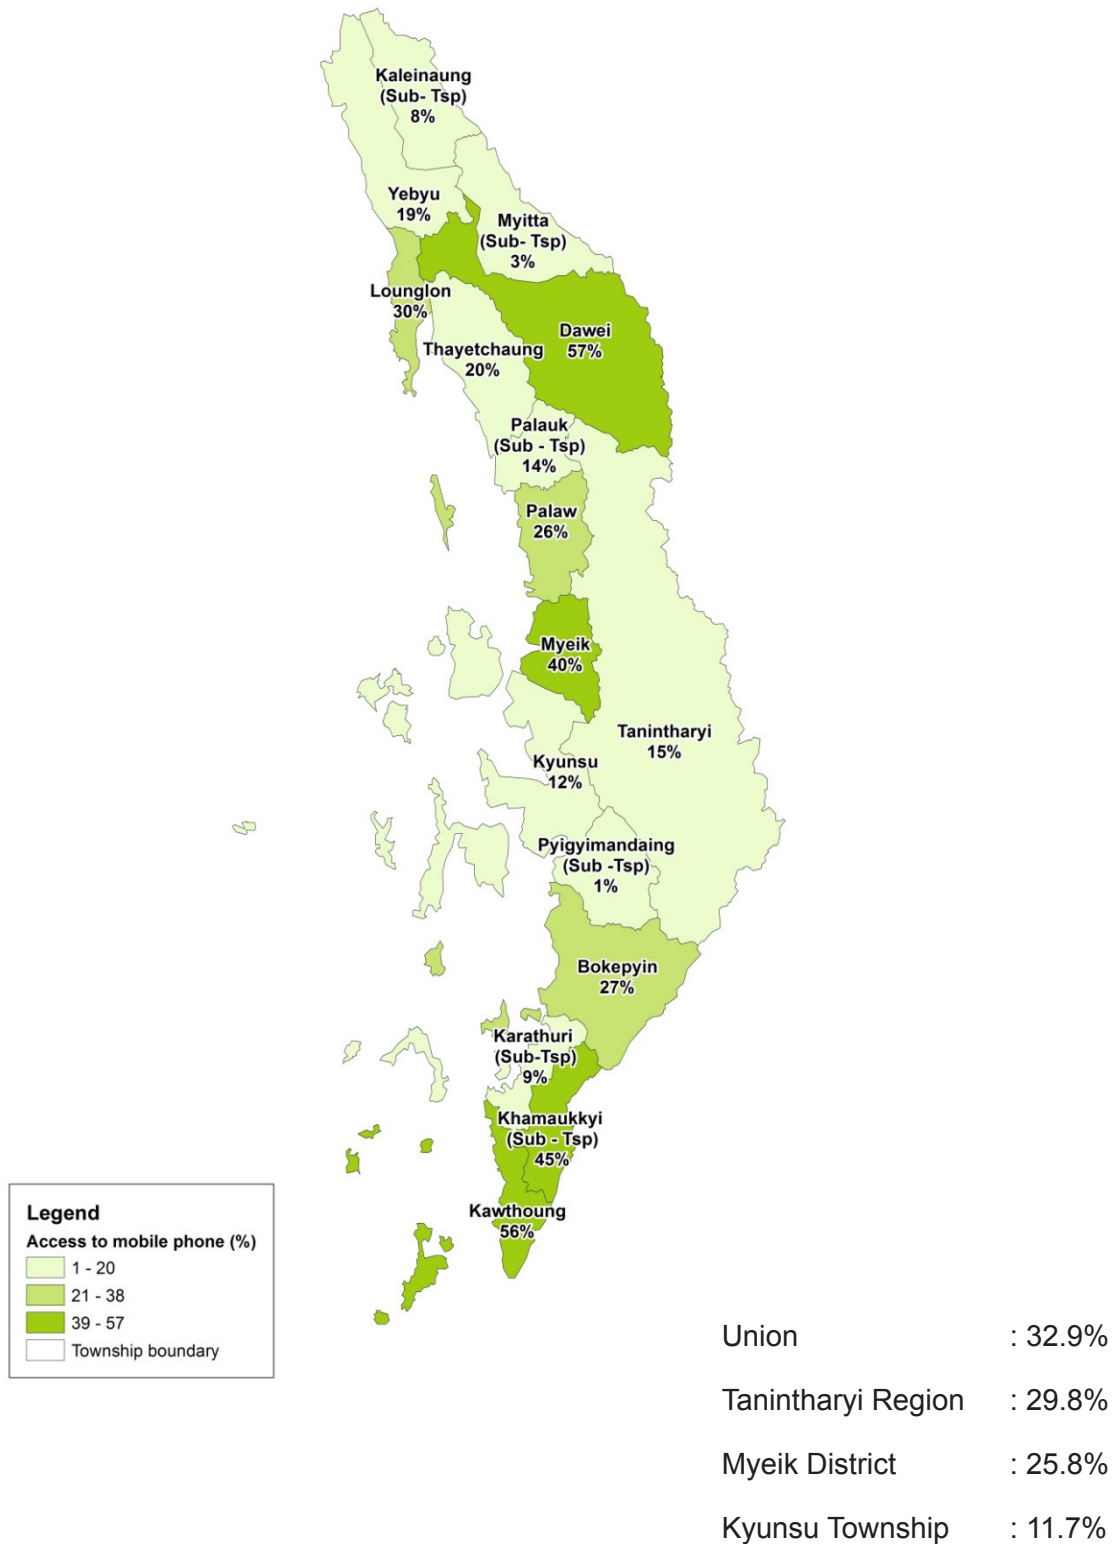 Kaleinaung
(Sub- Tsp)
8%
Yebyu
19%
Myitta
(Sub- Tsp)
3%
Lounglon
30%
Dawei
57%
Thayetchaung
20%
Palauk
(Sub - Tsp)
14%
Palaw
26%
Myeik
40%
Tanintharyi
15%
Kyunsu
12%
Pyigyimandaing
(Sub -Tsp)
1%
Bokepyin
27%
Karathuri
(Sub-Tsp)
9%
Khamaukkyi
(Sub - Tsp)
45%
Kawthoung
56%
Legend
Access to mobile phone (%)
1 - 20
21 - 38
39 - 57
Township boundary
Union : 32.9%
Tanintharyi Region : 29.8%
Myeik District : 25.8%
Kyunsu Township : 11.7%